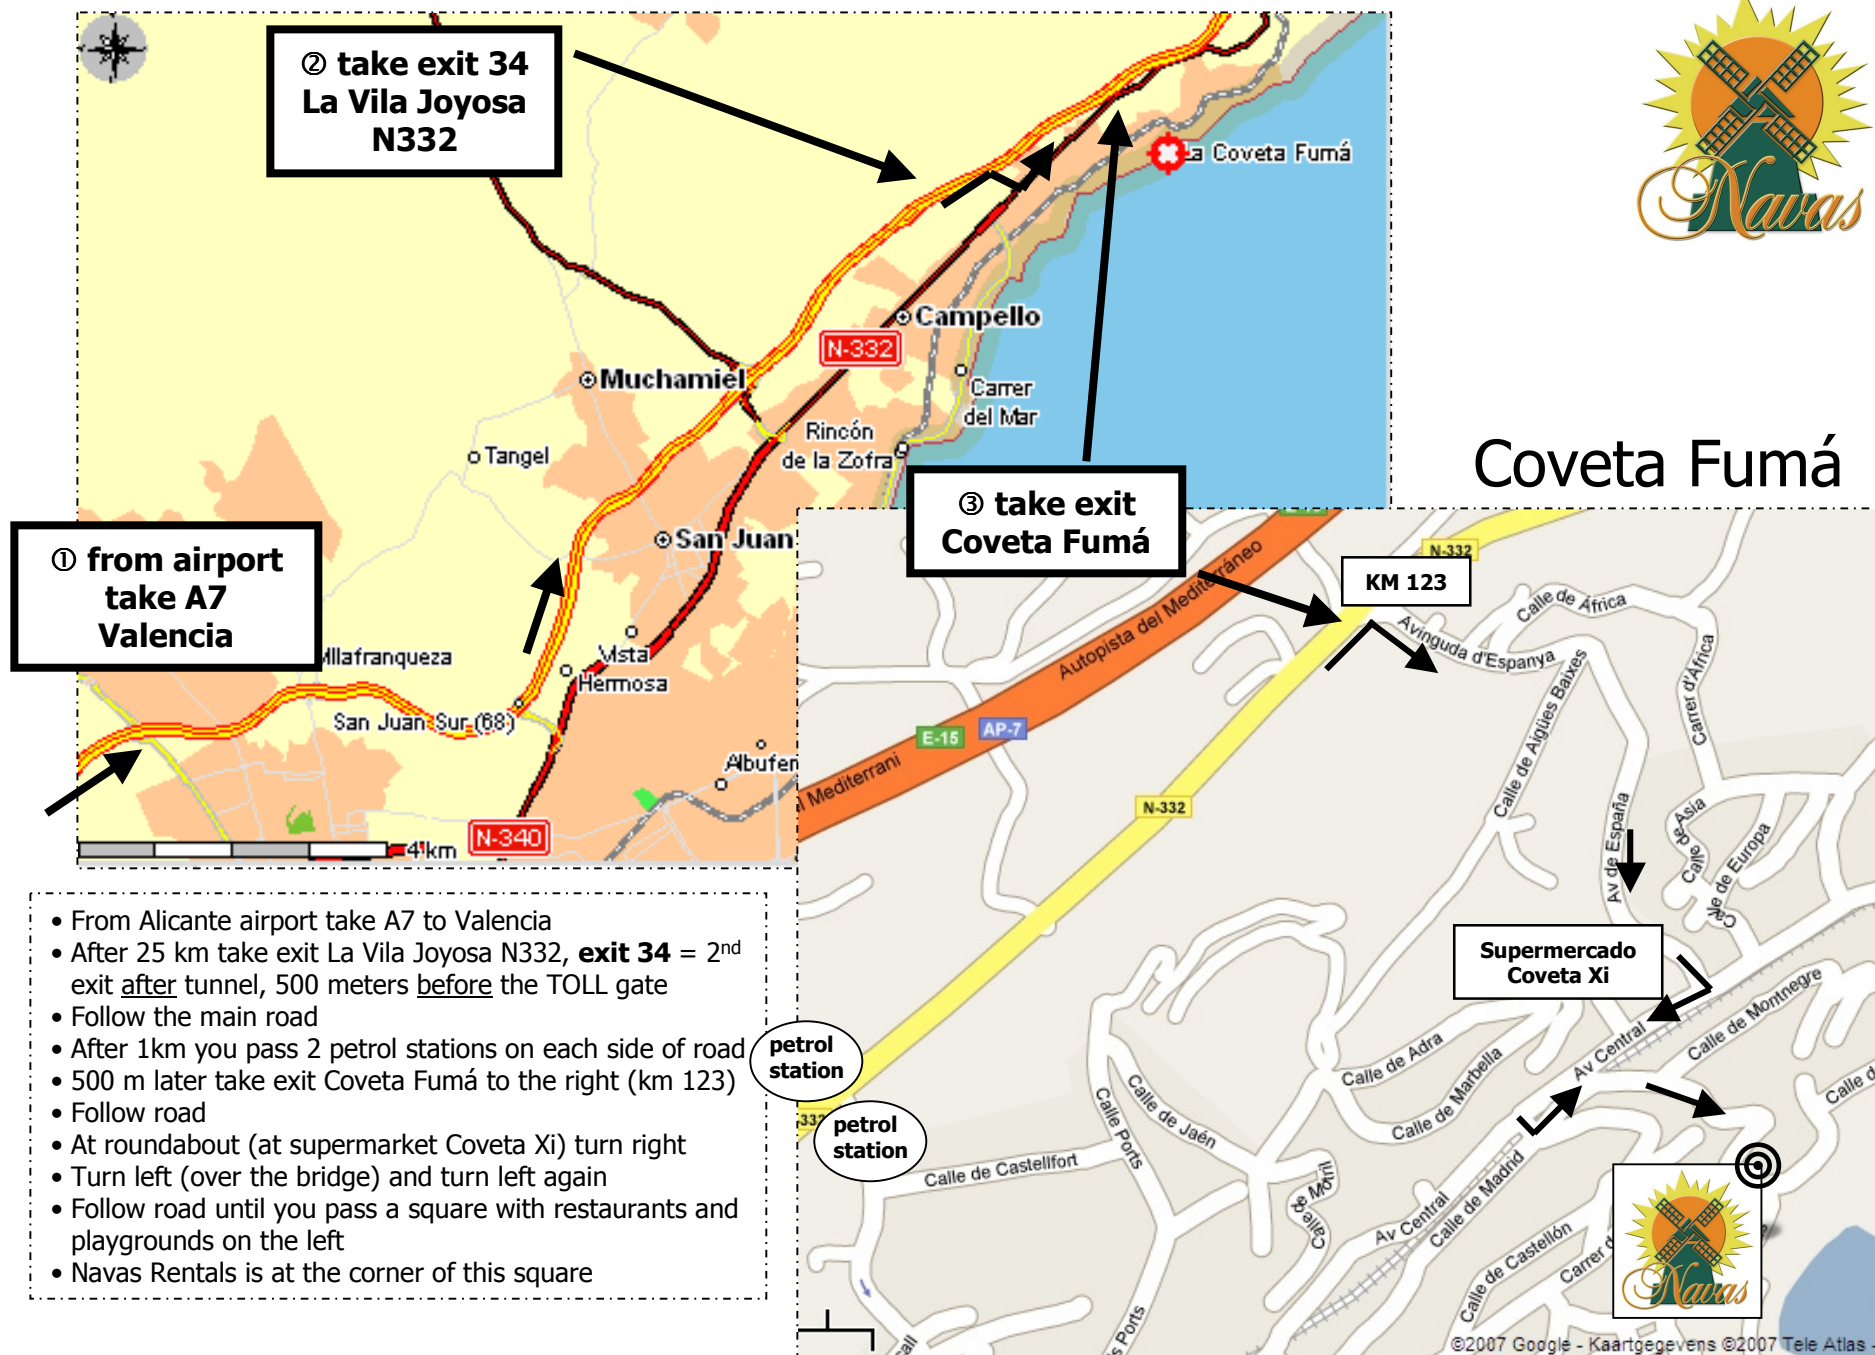 ② take exit 34
La Vila Joyosa
N332
Navas
a Coveta Fumá
Campello
N-332
Muchamiel
Carrer
del Mar
Rincón
de la Zofra
Tangel
Coveta Fumá
③ take exit
Coveta Fumá
San Juan
① from airport
take A7
Valencia
Villafranqueza
Vista
Hermosa
San Juan Sur (68)
Albufer
N-340
4 km
N-332
KM 123
Autopista del Mediterráneo
Avinguda d'Espanya
Calle de África
Carrer d'África
Calle de Aigües Baixes
E-15
AP-7
l Mediterrani
N-332
Av de España
Calle de Asia
Calle de Europa
Supermercado
Coveta Xi
Calle de Montnegre
Av Central
Calle de Adra
Calle de Marbella
Calle d
• From Alicante airport take A7 to Valencia
• After 25 km take exit La Vila Joyosa N332, exit 34 = 2nd
exit after tunnel, 500 meters before the TOLL gate
• Follow the main road
• After 1km you pass 2 petrol stations on each side of road
• 500 m later take exit Coveta Fumá to the right (km 123)
• Follow road
• At roundabout (at supermarket Coveta Xi) turn right
• Turn left (over the bridge) and turn left again
• Follow road until you pass a square with restaurants and
playgrounds on the left
• Navas Rentals is at the corner of this square
petrol
station
332
petrol
station
Calle Ports
Calle de Jaén
Calle de Castellfort
Calle de Moni
Av Central
Calle de Madrid
Calle de Castellón
Carrer d
Navas
s Ports
all
©2007 Google - Kaartgegevens ©2007 Tele Atlas -